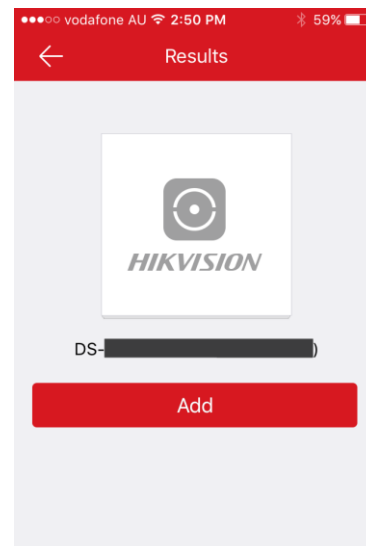 vodafone AU 2:50 PM 59%
Results
HIKVISION
DS- )
Add